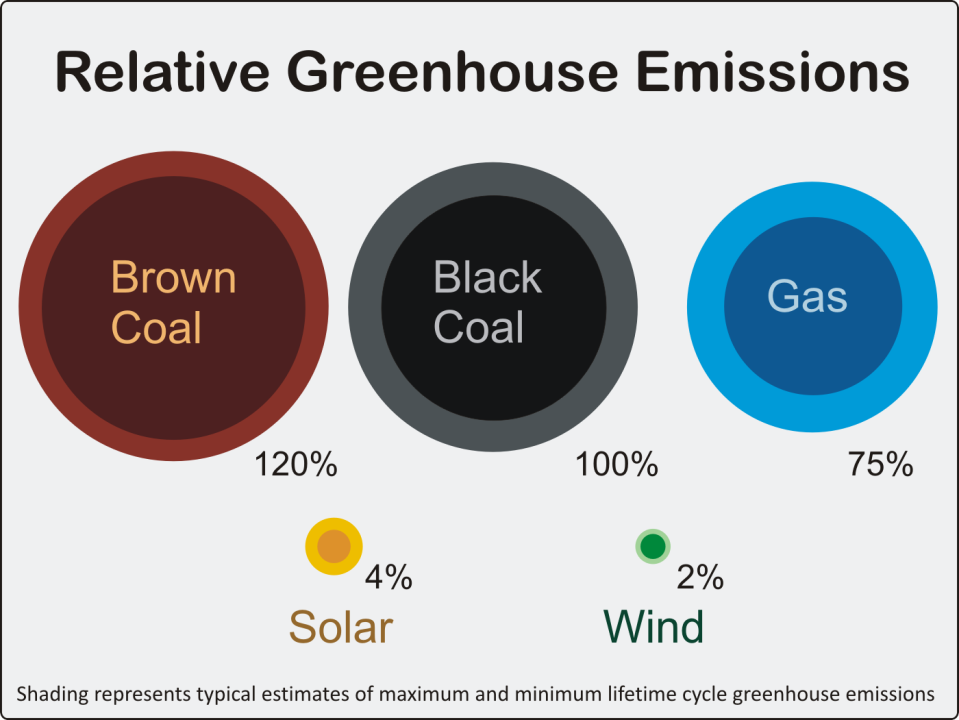 Relative Greenhouse Emissions
Brown
Coal
Black
Coal
Gas
120%
100%
75%
4%
2%
Solar
Wind
Shading represents typical estimates of maximum and minimum lifetime cycle greenhouse emissions